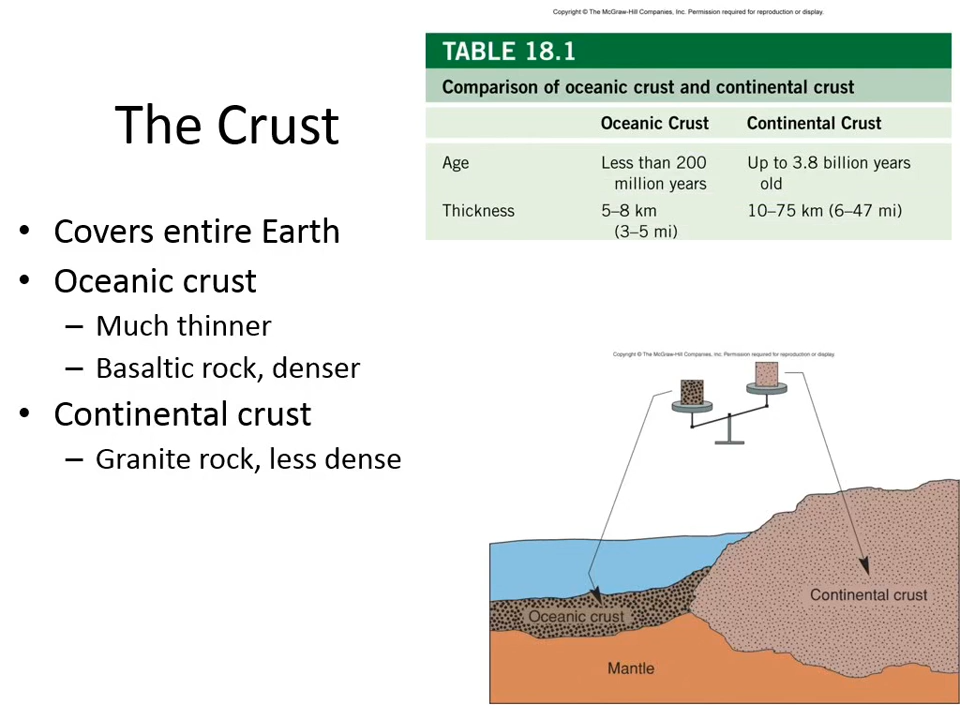 Copyright © The McGraw-Hill Companies, Inc. Permission required for reproduction or display.
TABLE 18.1
Comparison of oceanic crust and continental crust
Oceanic Crust Continental Crust
Age Less than 200 million years Up to 3.8 billion years old
Thickness 5–8 km (3–5 mi) 10–75 km (6–47 mi)
The Crust
• Covers entire Earth
• Oceanic crust
– Much thinner
– Basaltic rock, denser
• Continental crust
– Granite rock, less dense
Copyright © The McGraw-Hill Companies, Inc. Permission required for reproduction or display.
Continental crust
Oceanic crust
Mantle